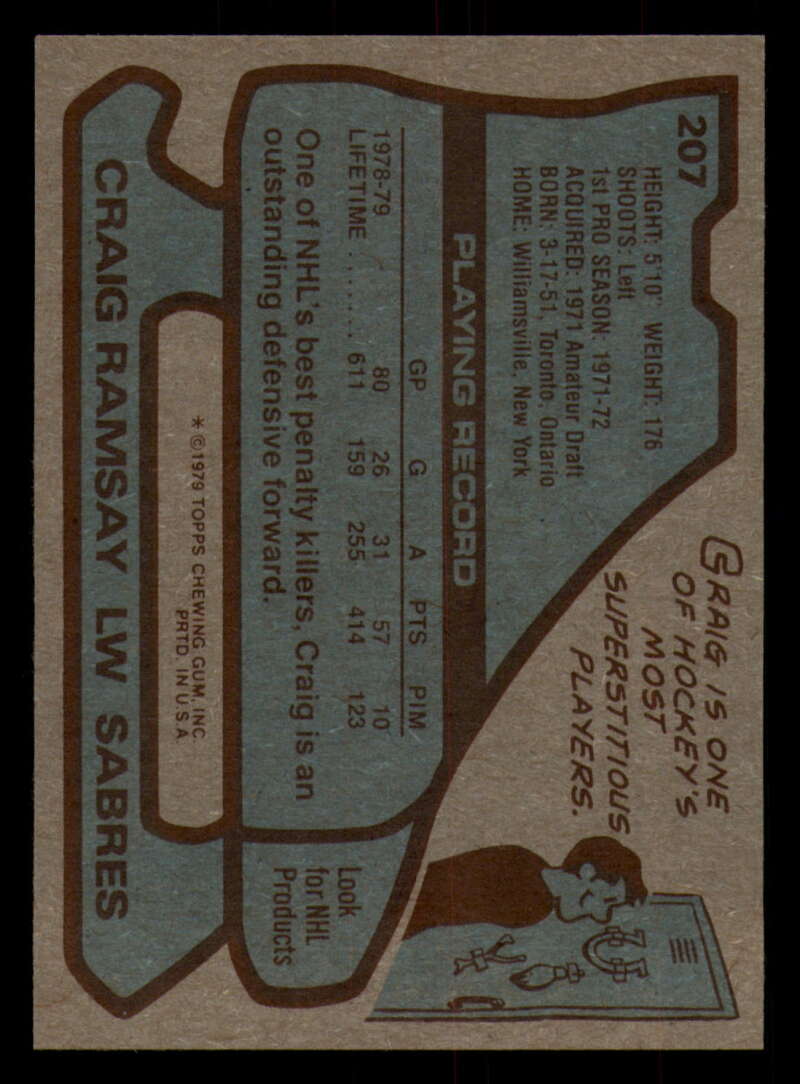 207
HEIGHT: 5'10" WEIGHT: 176
SHOOTS: Left
1st PRO SEASON: 1971-72
ACQUIRED: 1971 Amateur Draft
BORN: 3-17-51, Toronto, Ontario
HOME: Williamsville, New York
CRAIG IS ONE
OF HOCKEY'S
MOST
SUPERSTITIOUS
PLAYERS.
PLAYING RECORD
GP G A PTS PIM
1978-79 80 26 31 57 10
LIFETIME ....... 611 159 255 414 123
One of NHL's best penalty killers, Craig is an
outstanding defensive forward.
Look
for NHL
Products
* ©1979 TOPPS CHEWING GUM, INC.
PRTD. IN U.S.A.
CRAIG RAMSAY LW SABRES